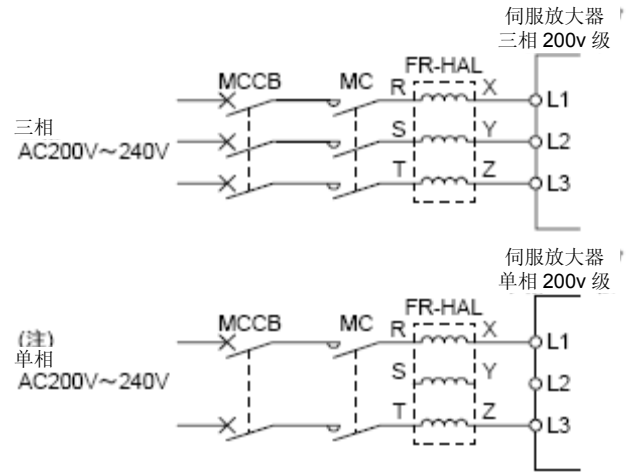 伺服放大器
三相 200v 级
FR-HAL
MCCB MC R X L1
三相
AC200V～240V
S Y L2
T Z L3
伺服放大器
单相 200v 级
FR-HAL
MCCB MC R X L1
(注)
单相
AC200V～240V
S Y L2
T Z L3